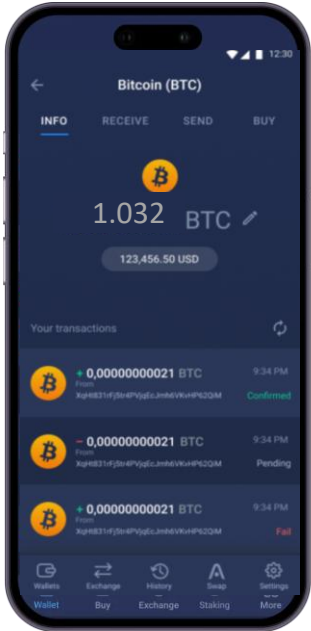 12:30
Bitcoin (BTC)
INFO RECEIVE SEND BUY
1.032 BTC
123,456.50 USD
Your transactions
+ 0,00000000021 BTC 9:34 PM
From
Confirmed
- 0,00000000021 BTC 9:34 PM
From
Pending
+ 0,00000000021 BTC 9:34 PM
From
Fail
Wallets Exchange History Swap Settings
Wallet Buy Exchange Staking More